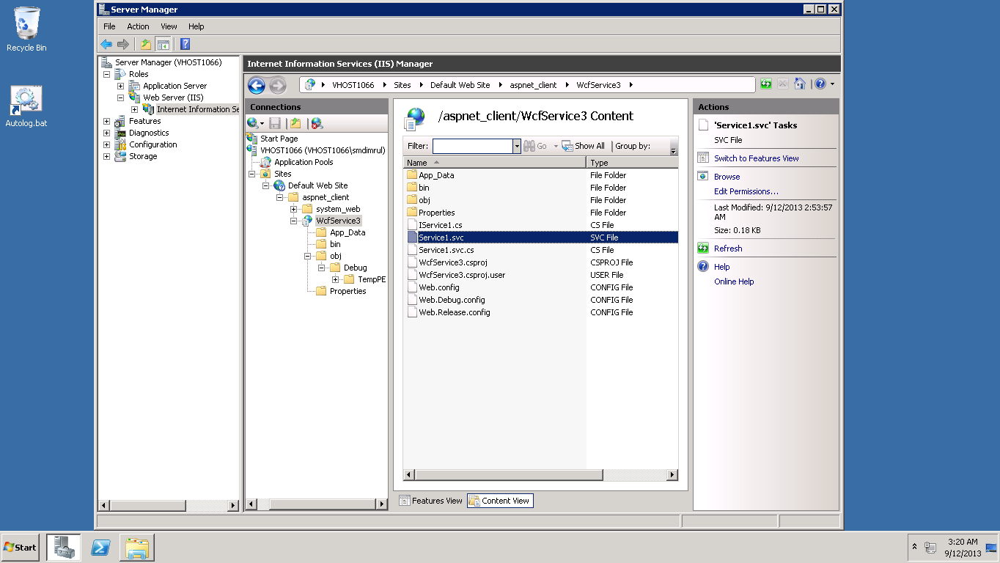 Recycle Bin
Autolog.bat
Server Manager
File Action View Help
Server Manager (VHOST1066)
Roles
Application Server
Web Server (IIS)
Internet Information Se
Features
Diagnostics
Configuration
Storage
Internet Information Services (IIS) Manager
VHOST1066 Sites Default Web Site aspnet_client WcfService3
Connections
Start Page
VHOST1066 (VHOST1066\smdimrul)
Application Pools
Sites
Default Web Site
aspnet_client
system_web
WcfService3
App_Data
bin
obj
Debug
TempPE
Properties
/aspnet_client/WcfService3 Content
Filter: Go Show All Group by:
Name Type
App_Data File Folder
bin File Folder
obj File Folder
Properties File Folder
IService1.cs CS File
Service1.svc SVC File
Service1.svc.cs CS File
WcfService3.csproj CSPROJ File
WcfService3.csproj.user USER File
Web.config CONFIG File
Web.Debug.config CONFIG File
Web.Release.config CONFIG File
Features View Content View
Actions
'Service1.svc' Tasks
SVC File
Switch to Features View
Browse
Edit Permissions...
Last Modified: 9/12/2013 2:53:57
AM
Size: 0.18 KB
Refresh
Help
Online Help
Start
3:20 AM
9/12/2013